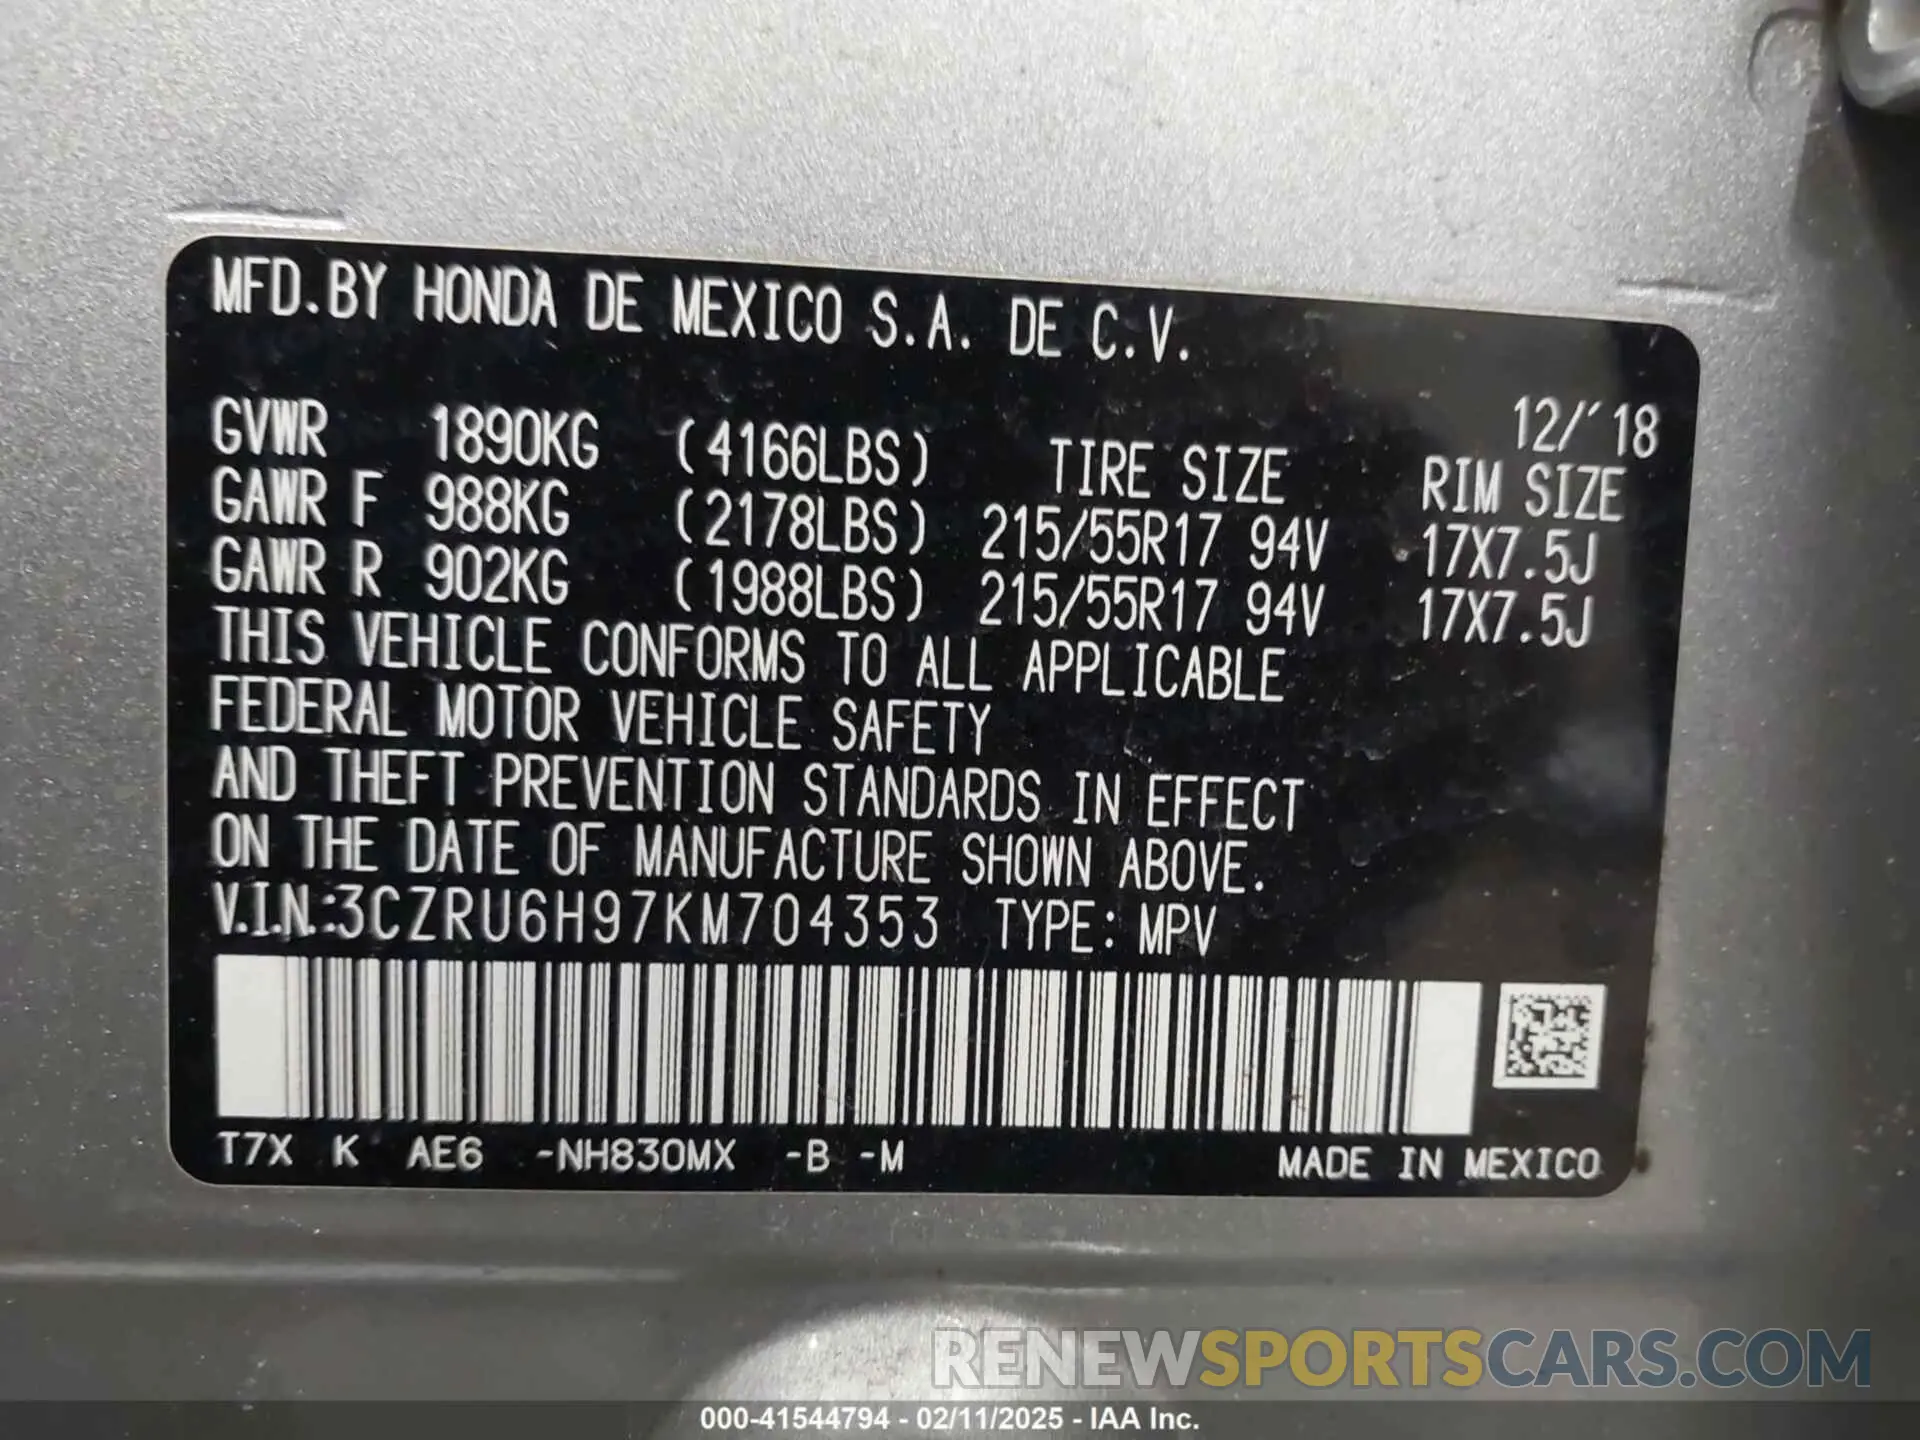 MFD.BY HONDA DE MEXICO S.A. DE C.V.
12/'18
GVWR 1890KG (4166LBS) TIRE SIZE RIM SIZE
GAWR F 988KG (2178LBS) 215/55R17 94V 17X7.5J
GAWR R 902KG (1988LBS) 215/55R17 94V 17X7.5J
THIS VEHICLE CONFORMS TO ALL APPLICABLE
FEDERAL MOTOR VEHICLE SAFETY
AND THEFT PREVENTION STANDARDS IN EFFECT
ON THE DATE OF MANUFACTURE SHOWN ABOVE.
V.I.N.:3CZRU6H97KM704353 TYPE: MPV
T7X K AE6 -NH830MX -B -M MADE IN MEXICO
RENEWSPORTSCARS.COM
000-41544794 - 02/11/2025 - IAA Inc.